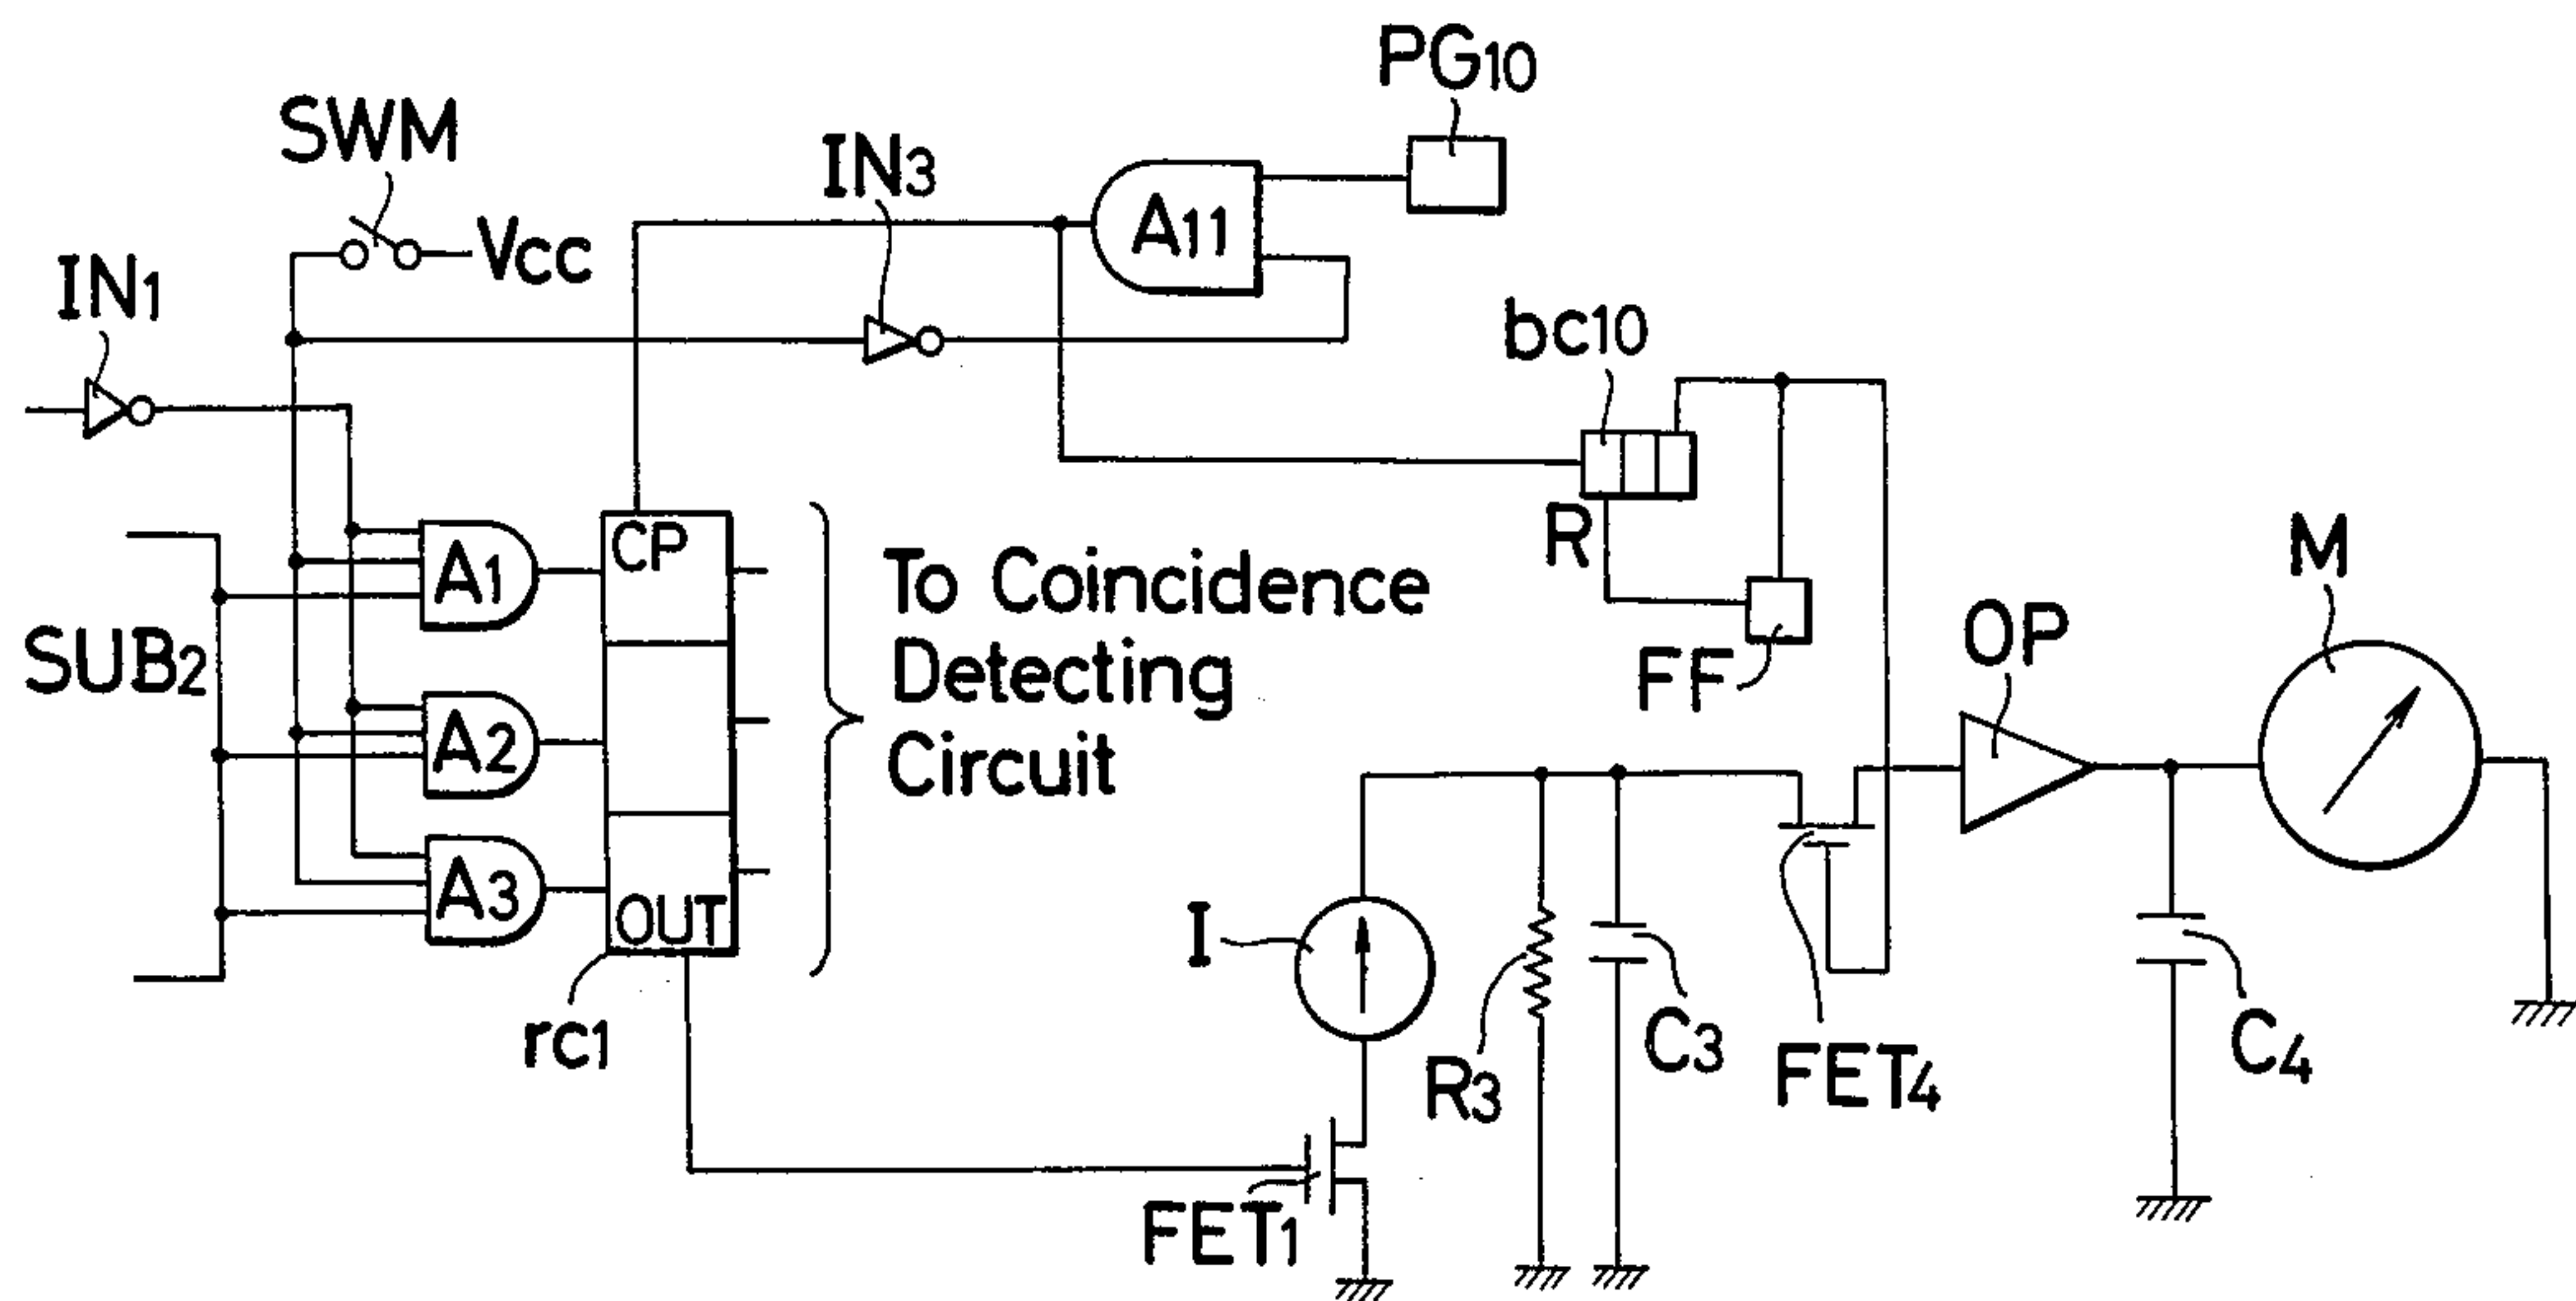 PG10
SWM
IN3
Vcc
A11
IN1
bc10
CP
R
A1
To Coincidence
Detecting
Circuit
M
SUB2
FF
OP
A2
A3
OUT
I
rc1
R3
C3
FET4
C4
FET1